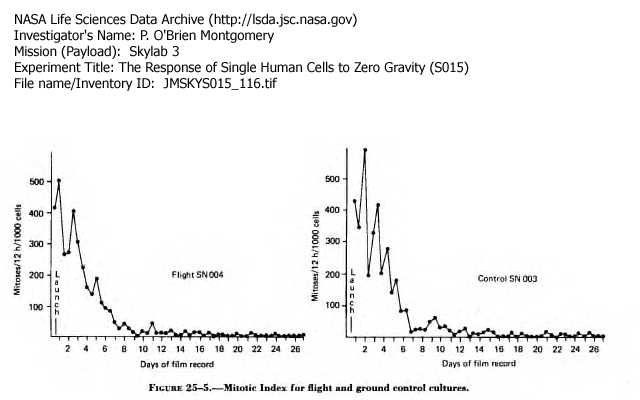 NASA Life Sciences Data Archive (http://lsda.jsc.nasa.gov)
Investigator's Name: P. O'Brien Montgomery
Mission (Payload):  Skylab 3
Experiment Title: The Response of Single Human Cells to Zero Gravity (S015)
File name/Inventory ID:  JMSKYS015_116.tif
Mitoses/12 h/1000 cells
500
400
300
200
100
Launch
Flight SN004
2 4 6 8 10 12 14 16 18 20 22 24 26
Days of film record
Mitoses/12 h/1000 cells
500
400
300
200
100
Launch
Control SN 003
2 4 6 8 10 12 14 16 18 20 22 24 26
Days of film record
FIGURE 25–5.—Mitotic Index for flight and ground control cultures.